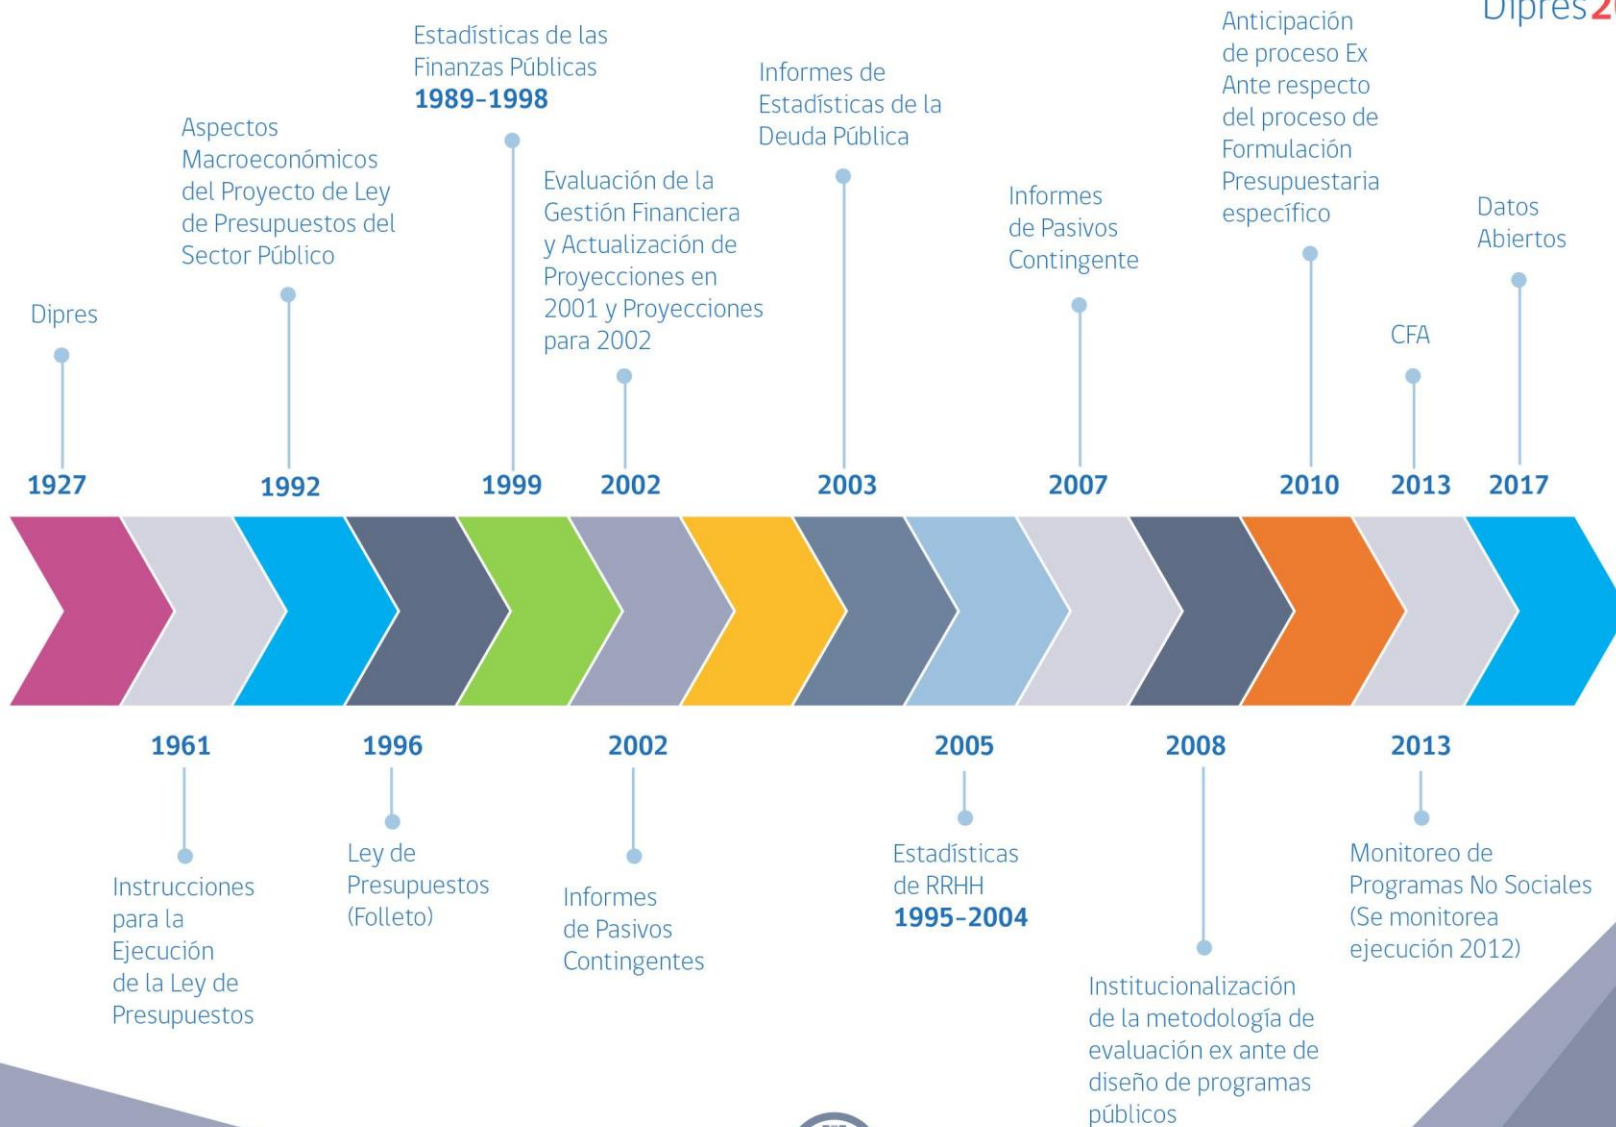 Dipres
Estadísticas de las
Finanzas Públicas
1989-1998
Aspectos
Macroeconómicos
del Proyecto de Ley
de Presupuestos del
Sector Público
Dipres
Evaluación de la
Gestión Financiera
y Actualización de
Proyecciones en
2001 y Proyecciones
para 2002
Informes de
Estadísticas de la
Deuda Pública
Informes
de Pasivos
Contingente
Anticipación
de proceso Ex
Ante respecto
del proceso de
Formulación
Presupuestaria
específico
CFA
Datos
Abiertos
1927
1992
1999
2002
2003
2007
2010
2013
2017
1961
1996
2002
2005
2008
2013
Instrucciones
para la
Ejecución
de la Ley de
Presupuestos
Ley de
Presupuestos
(Folleto)
Informes
de Pasivos
Contingentes
Estadísticas
de RRHH
1995-2004
Institucionalización
de la metodología de
evaluación ex ante de
diseño de programas
públicos
Monitoreo de
Programas No Sociales
(Se monitorea
ejecución 2012)